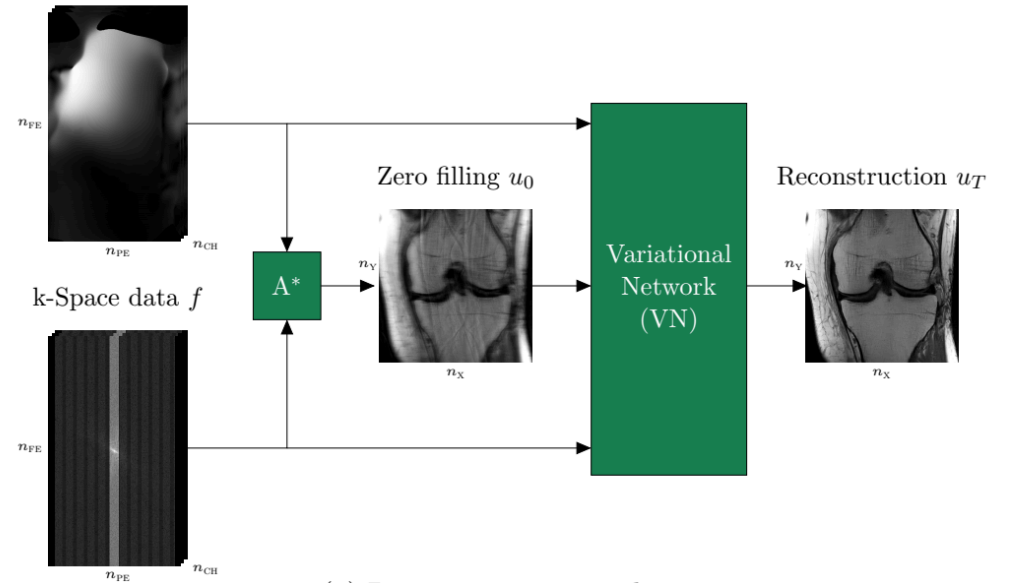 n_FE
n_PE
n_CH
k-Space data f
n_FE
n_PE
n_CH
A*
Zero filling u_0
n_Y
n_X
Variational
Network
(VN)
Reconstruction u_T
n_Y
n_X